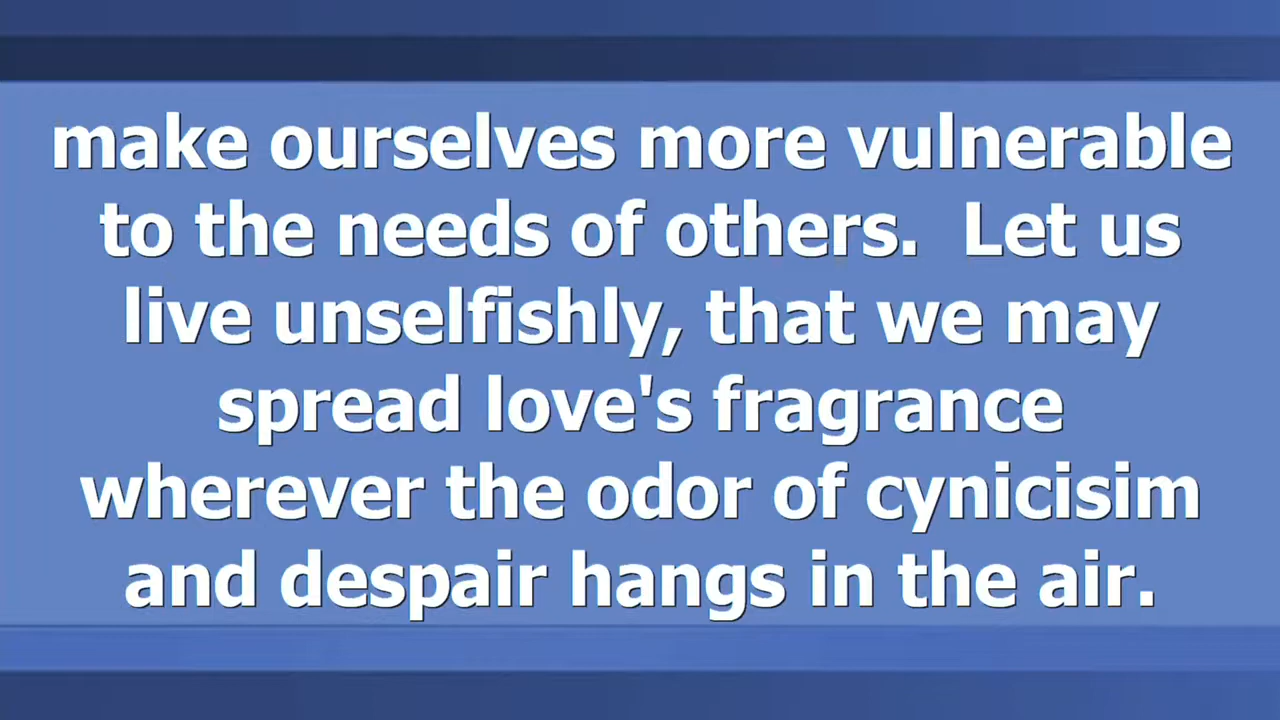 make ourselves more vulnerable
to the needs of others.  Let us
live unselfishly, that we may
spread love's fragrance
wherever the odor of cynicisim
and despair hangs in the air.